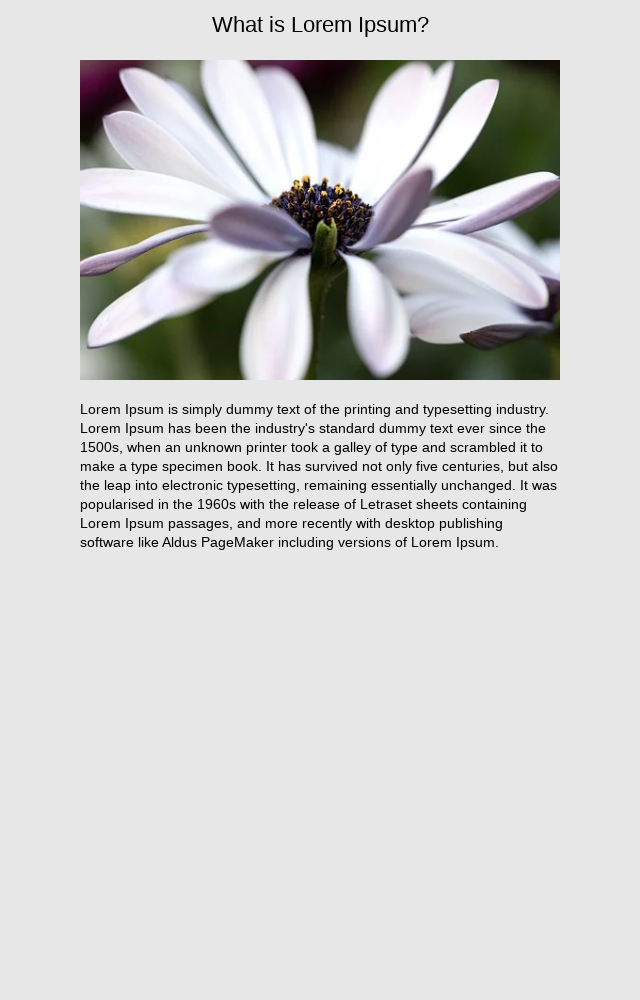 What is Lorem Ipsum?
Lorem Ipsum is simply dummy text of the printing and typesetting industry.
Lorem Ipsum has been the industry's standard dummy text ever since the
1500s, when an unknown printer took a galley of type and scrambled it to
make a type specimen book. It has survived not only five centuries, but also
the leap into electronic typesetting, remaining essentially unchanged. It was
popularised in the 1960s with the release of Letraset sheets containing
Lorem Ipsum passages, and more recently with desktop publishing
software like Aldus PageMaker including versions of Lorem Ipsum.